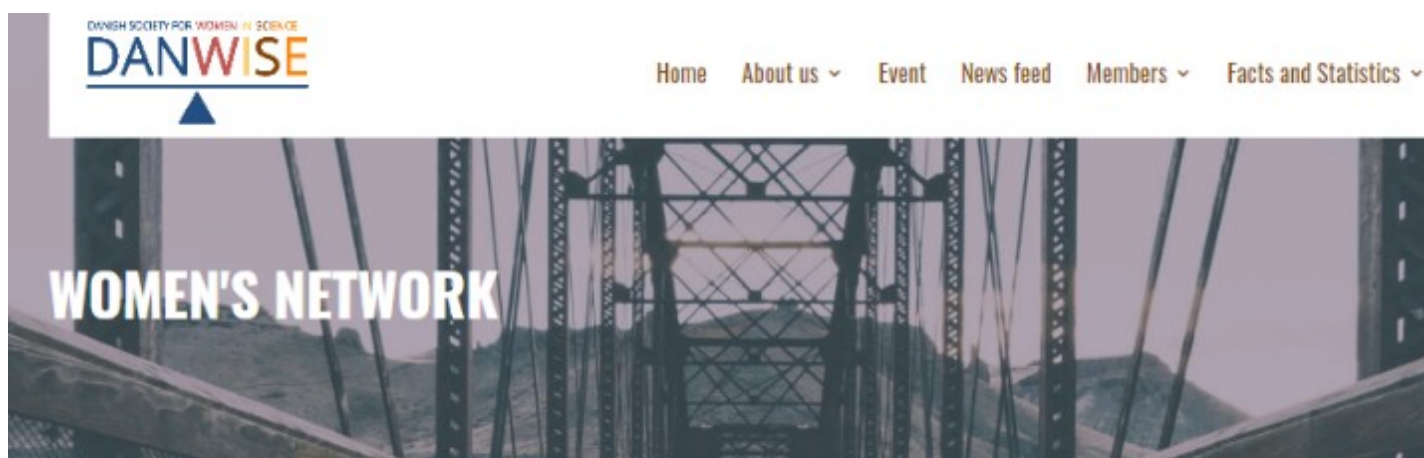 DANISH SOCIETY FOR WOMEN IN SCIENCE
DANWISE
Home About us Event News feed Members Facts and Statistics
WOMEN'S NETWORK